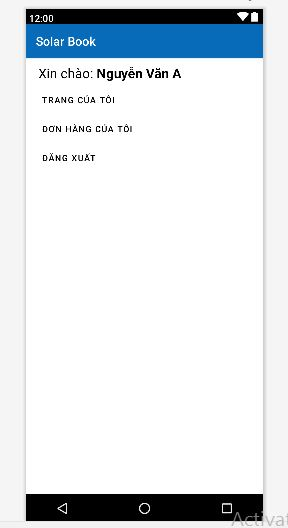 12:00
Solar Book
Xin chào: Nguyễn Văn A
TRANG CỦA TÔI
ĐƠN HÀNG CỦA TÔI
ĐĂNG XUẤT
Activat